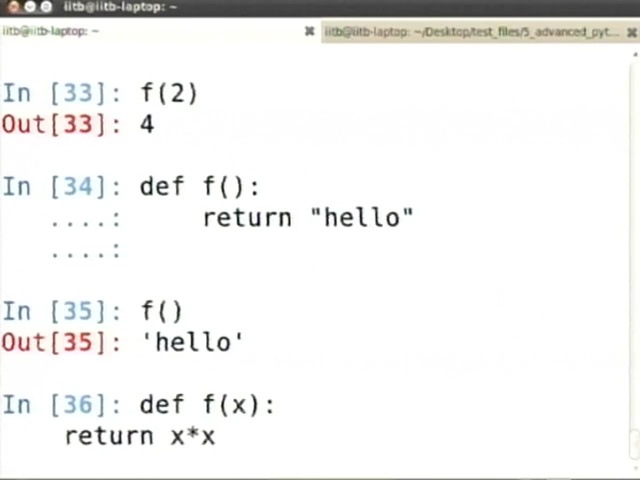 iitb@iitb-laptop: ~
iitb@iitb-laptop: ~
iitb@iitb-laptop: ~/Desktop/test_files/5_advanced_pyt...
In [33]: f(2)
Out[33]: 4
In [34]: def f():
....:     return "hello"
....:
In [35]: f()
Out[35]: 'hello'
In [36]: def f(x):
    return x*x